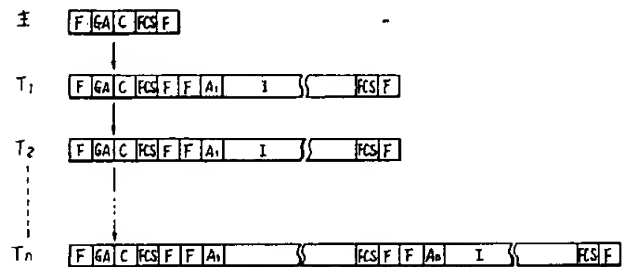 主 F GA C FCS F
T1 F GA C FCS F F A1 I FCS F
T2 F GA C FCS F F A1 I FCS F
Tn F GA C FCS F F A1 FCS F F An I FCS F